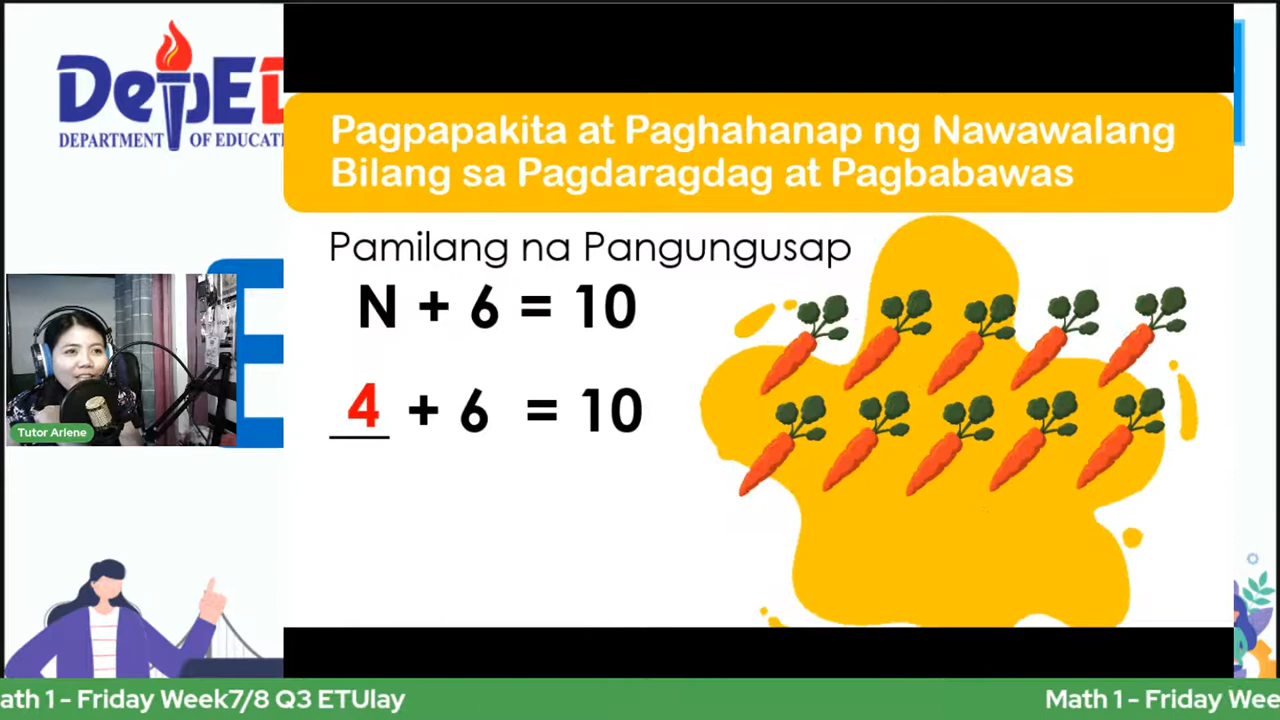 DepED
DEPARTMENT OF EDUCATI
Pagpapakita at Paghahanap ng Nawawalang
Bilang sa Pagdaragdag at Pagbabawas
Pamilang na Pangungusap
N + 6 = 10
4 + 6 = 10
Tutor Arlene
ath 1 - Friday Week7/8 Q3 ETUlay
Math 1 - Friday Wee